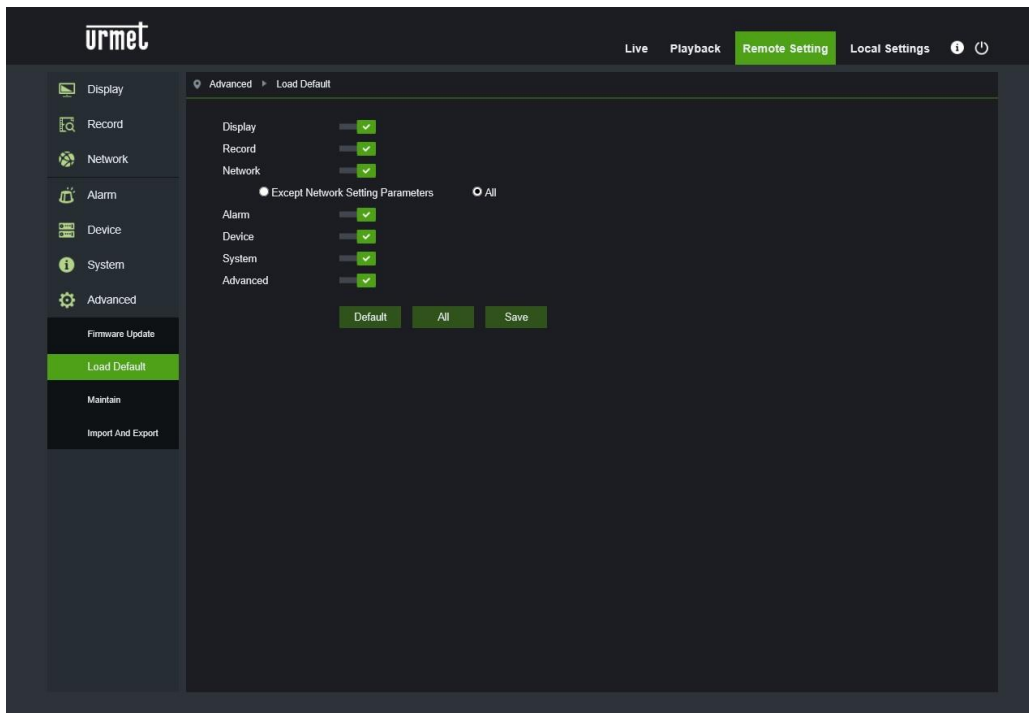 urmet
Live Playback Remote Setting Local Settings
Display
Record
Network
Alarm
Device
System
Advanced
Firmware Update
Load Default
Maintain
Import And Export
Advanced Load Default
Display
Record
Network
Except Network Setting Parameters All
Alarm
Device
System
Advanced
Default All Save